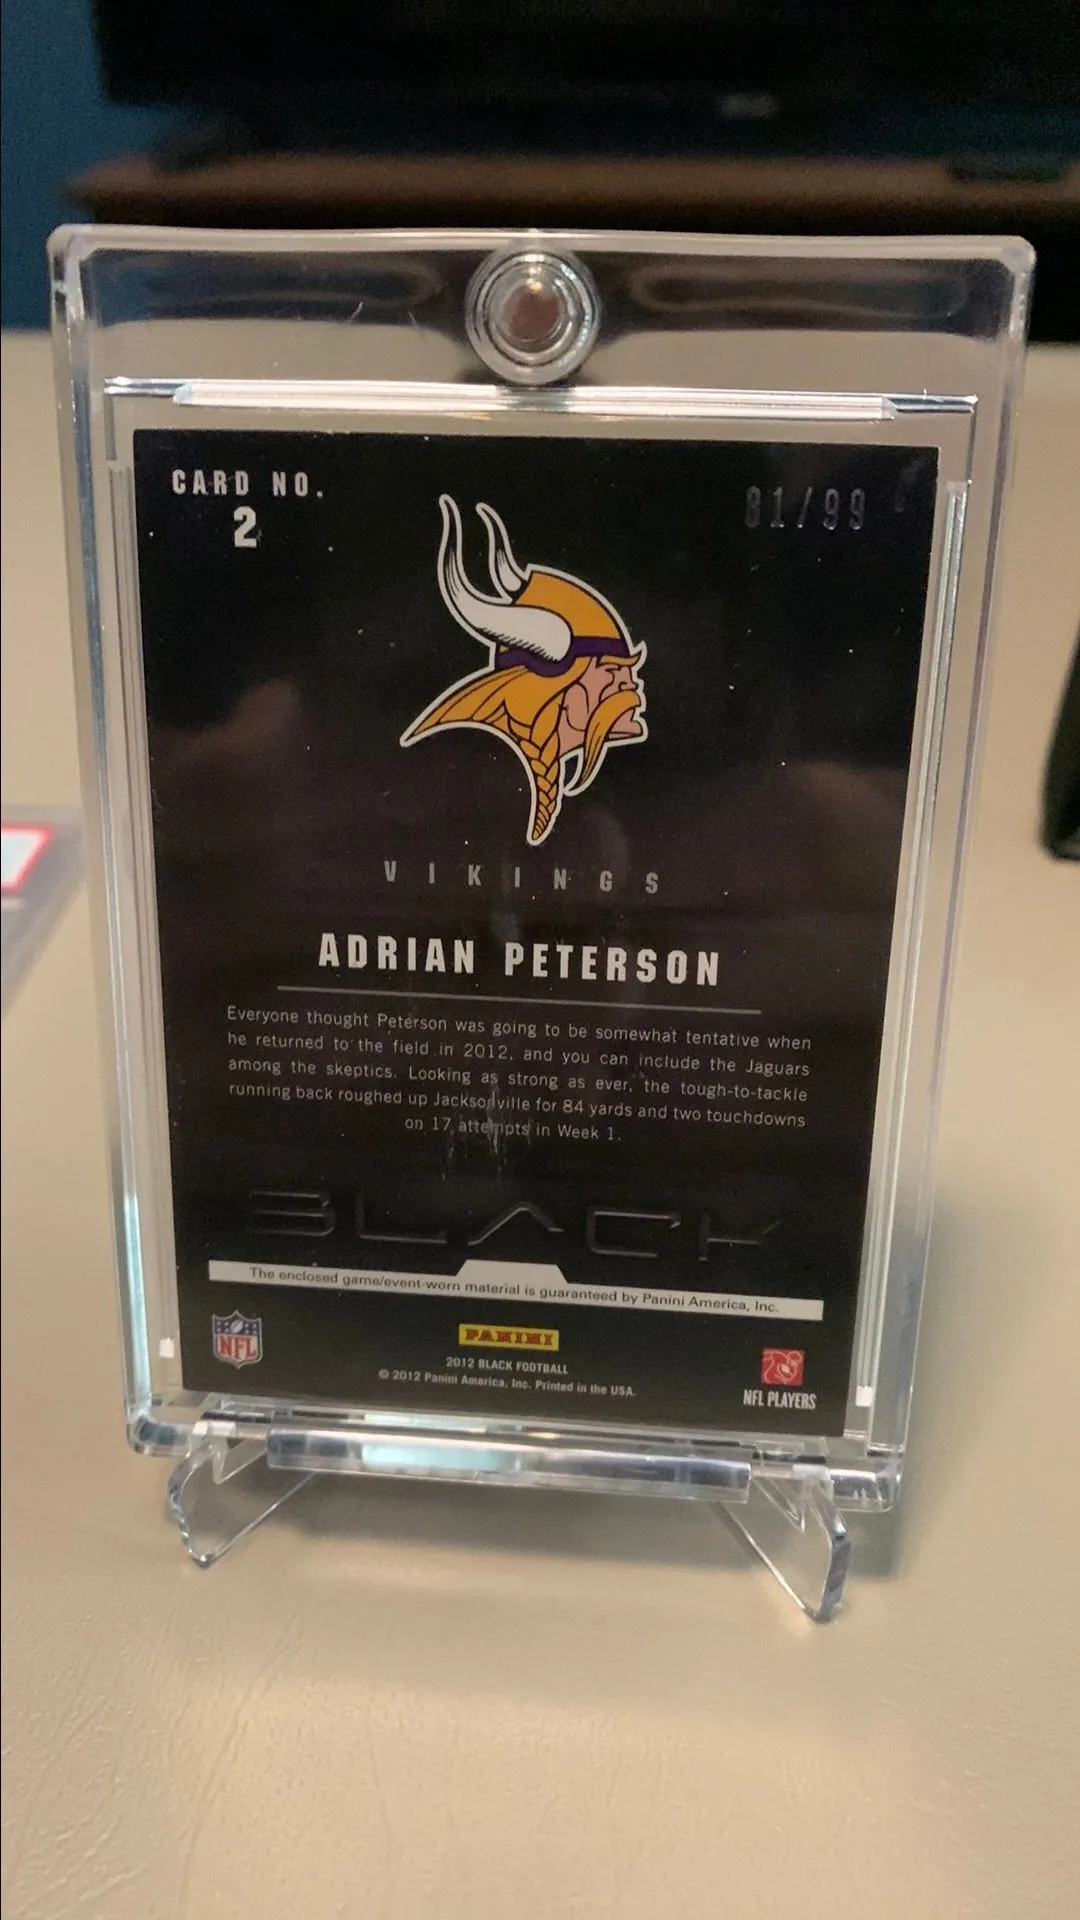 CARD NO.
2
81/99
VIKINGS
ADRIAN PETERSON
Everyone thought Peterson was going to be somewhat tentative when
he returned to the field in 2012, and you can include the Jaguars
among the skeptics. Looking as strong as ever, the tough-to-tackle
running back roughed up Jacksonville for 84 yards and two touchdowns
on 17 attempts in Week 1.
BLACK
The enclosed game/event-worn material is guaranteed by Panini America, Inc.
NFL
PANINI
2012 BLACK FOOTBALL
© 2012 Panini America, Inc. Printed in the USA.
NFL PLAYERS